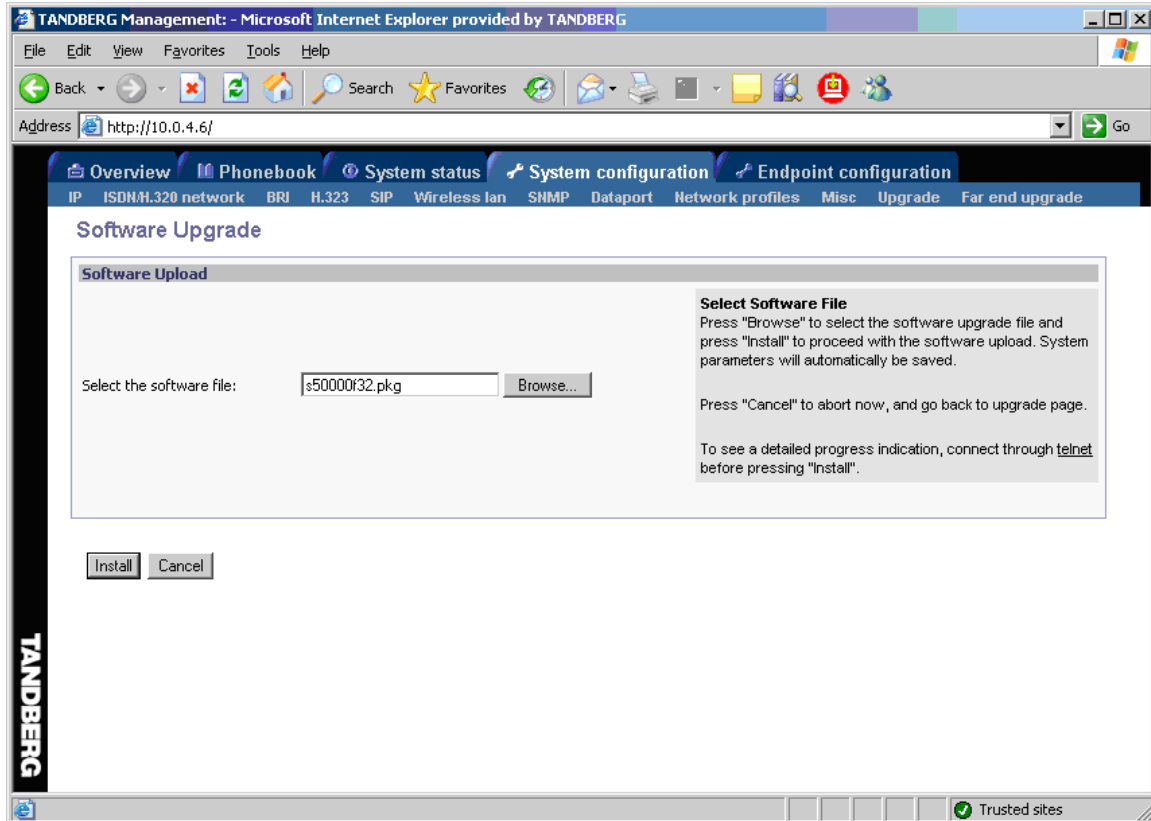 TANDBERG Management: - Microsoft Internet Explorer provided by TANDBERG
File Edit View Favorites Tools Help
Back Search Favorites
Address http://10.0.4.6/ Go
Overview Phonebook System status System configuration Endpoint configuration
IP ISDN/H.320 network BRI H.323 SIP Wireless lan SNMP Dataport Network profiles Misc Upgrade Far end upgrade
Software Upgrade
Software Upload
Select the software file: s50000f32.pkg Browse...
Select Software File
Press "Browse" to select the software upgrade file and
press "Install" to proceed with the software upload. System
parameters will automatically be saved.
Press "Cancel" to abort now, and go back to upgrade page.
To see a detailed progress indication, connect through telnet
before pressing "Install".
Install Cancel
TANDBERG
Trusted sites